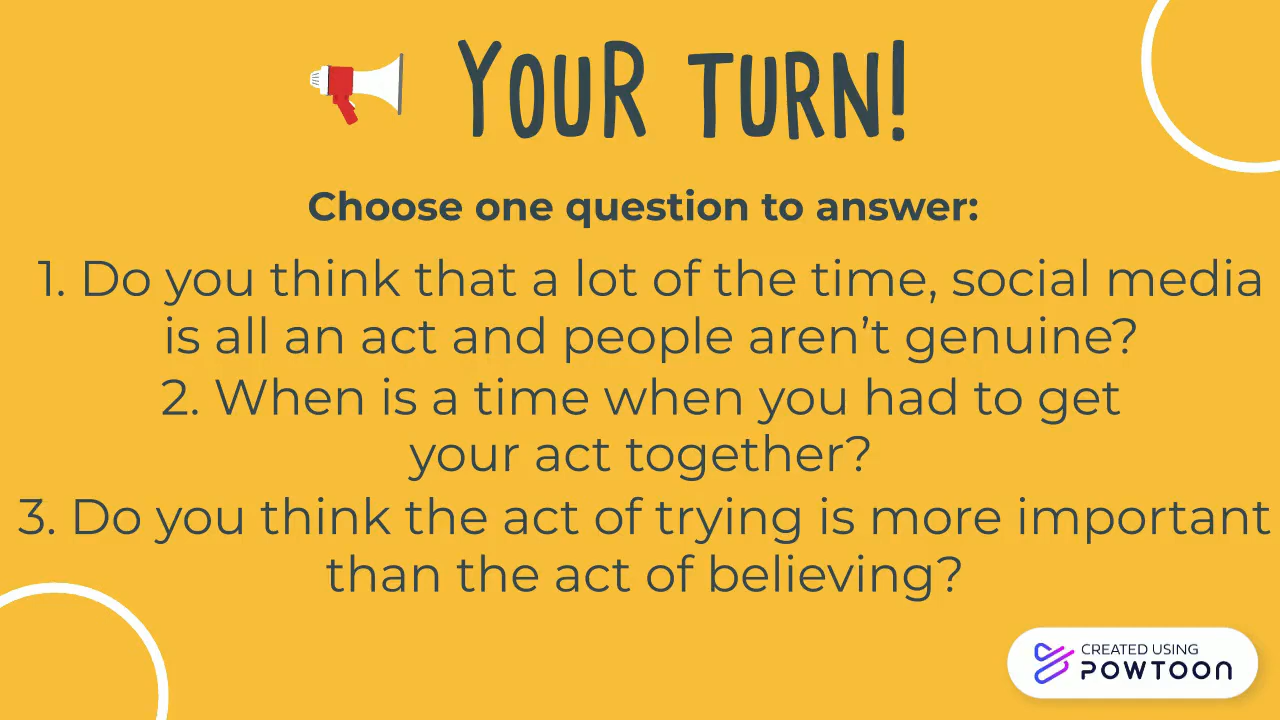 YOUR TURN!
Choose one question to answer:
1. Do you think that a lot of the time, social media
is all an act and people aren’t genuine?
2. When is a time when you had to get
your act together?
3. Do you think the act of trying is more important
than the act of believing?
CREATED USING
POWTOON